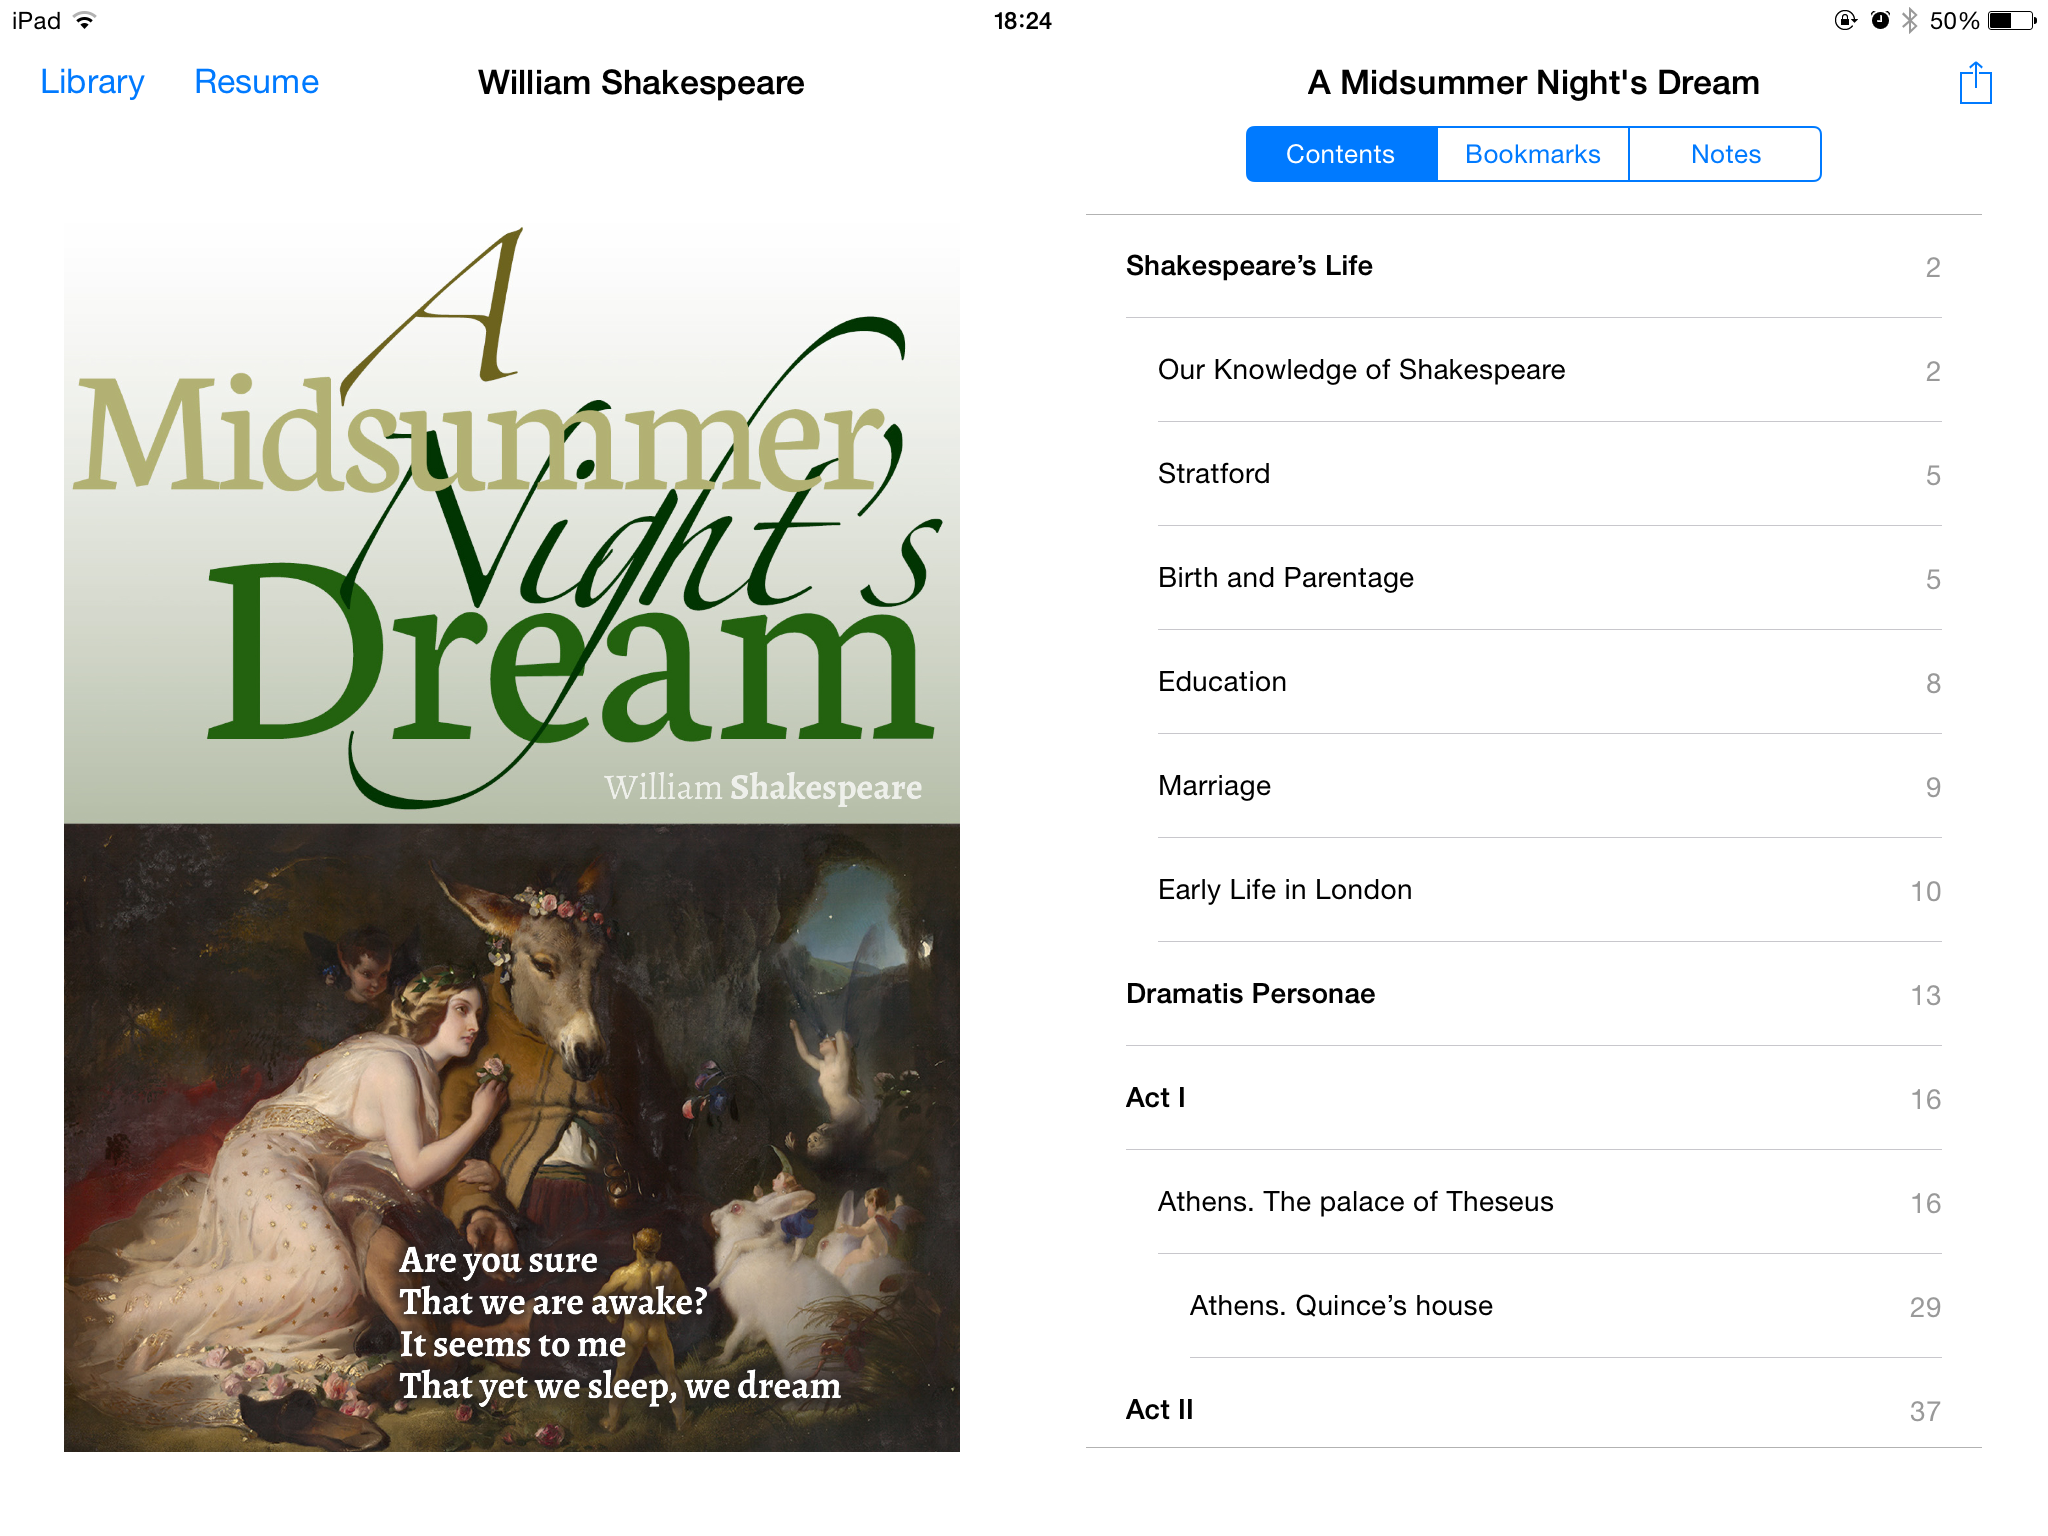 iPad 18:24 50%
Library Resume William Shakespeare
A Midsummer Night's Dream
Contents Bookmarks Notes
A
Midsummer
Night's
Dream
William Shakespeare
Are you sure
That we are awake?
It seems to me
That yet we sleep, we dream
Shakespeare’s Life 2
Our Knowledge of Shakespeare 2
Stratford 5
Birth and Parentage 5
Education 8
Marriage 9
Early Life in London 10
Dramatis Personae 13
Act I 16
Athens. The palace of Theseus 16
Athens. Quince’s house 29
Act II 37